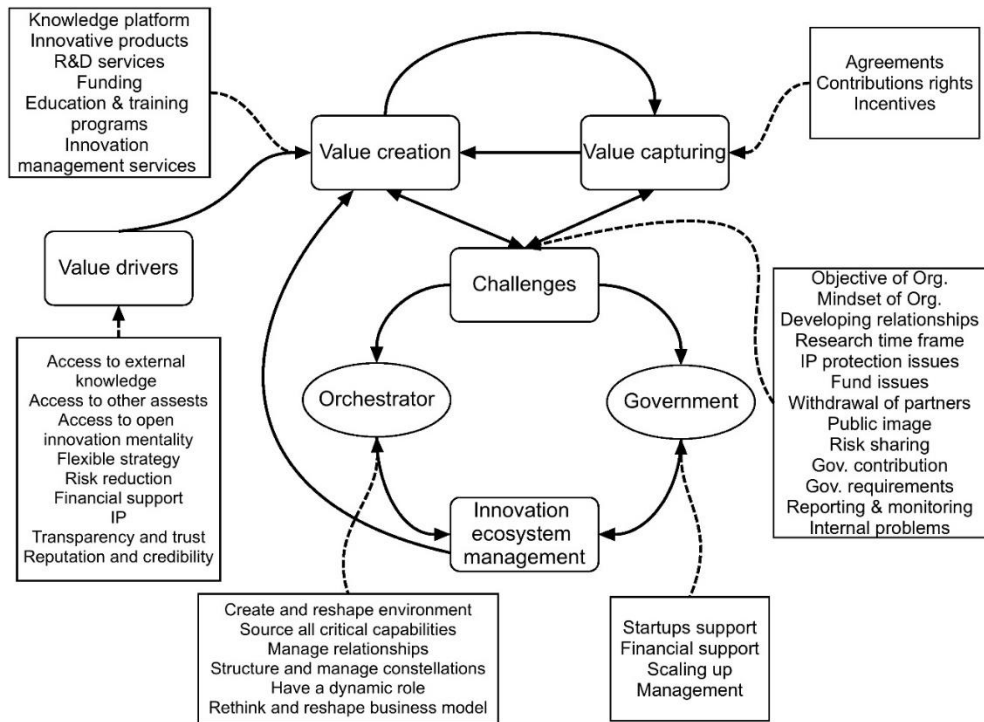 Knowledge platform
Innovative products
R&D services
Funding
Education & training
programs
Innovation
management services
Agreements
Contributions rights
Incentives
Value creation
Value capturing
Value drivers
Challenges
Access to external
knowledge
Access to other assests
Access to open
innovation mentality
Flexible strategy
Risk reduction
Financial support
IP
Transparency and trust
Reputation and credibility
Orchestrator
Government
Objective of Org.
Mindset of Org.
Developing relationships
Research time frame
IP protection issues
Fund issues
Withdrawal of partners
Public image
Risk sharing
Gov. contribution
Gov. requirements
Reporting & monitoring
Internal problems
Innovation
ecosystem
management
Create and reshape environment
Source all critical capabilities
Manage relationships
Structure and manage constellations
Have a dynamic role
Rethink and reshape business model
Startups support
Financial support
Scaling up
Management